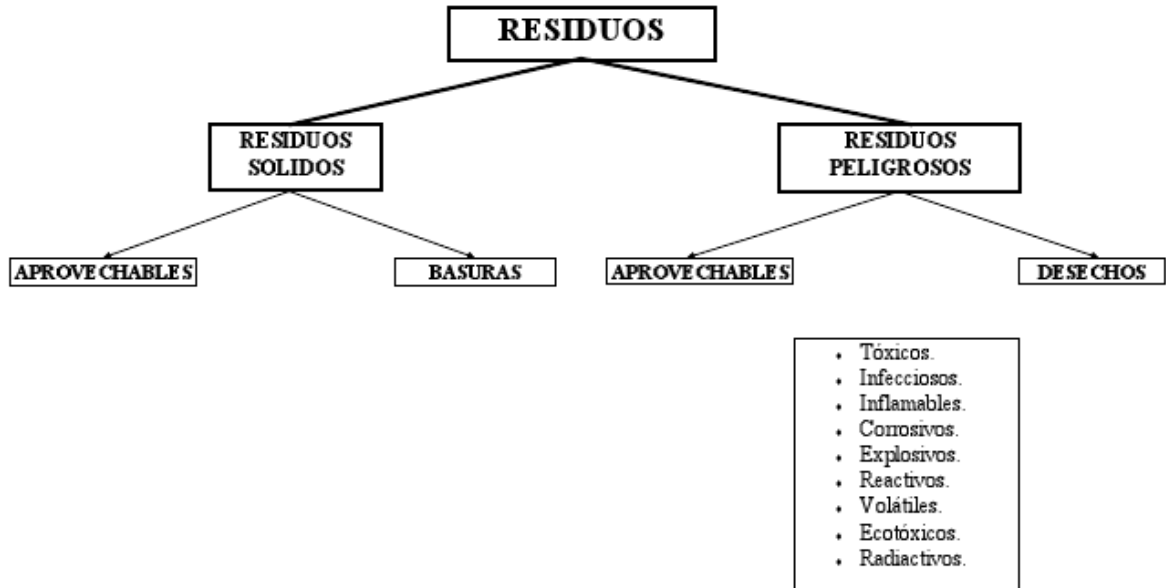 RESIDUOS
RESIDUOS
SOLIDOS
RESIDUOS
PELIGROSOS
APROVECHABLES
BASURAS
APROVECHABLES
DESECHOS
Tóxicos.
Infecciosos.
Inflamables.
Corrosivos.
Explosivos.
Reactivos.
Volátiles.
Ecotóxicos.
Radiactivos.